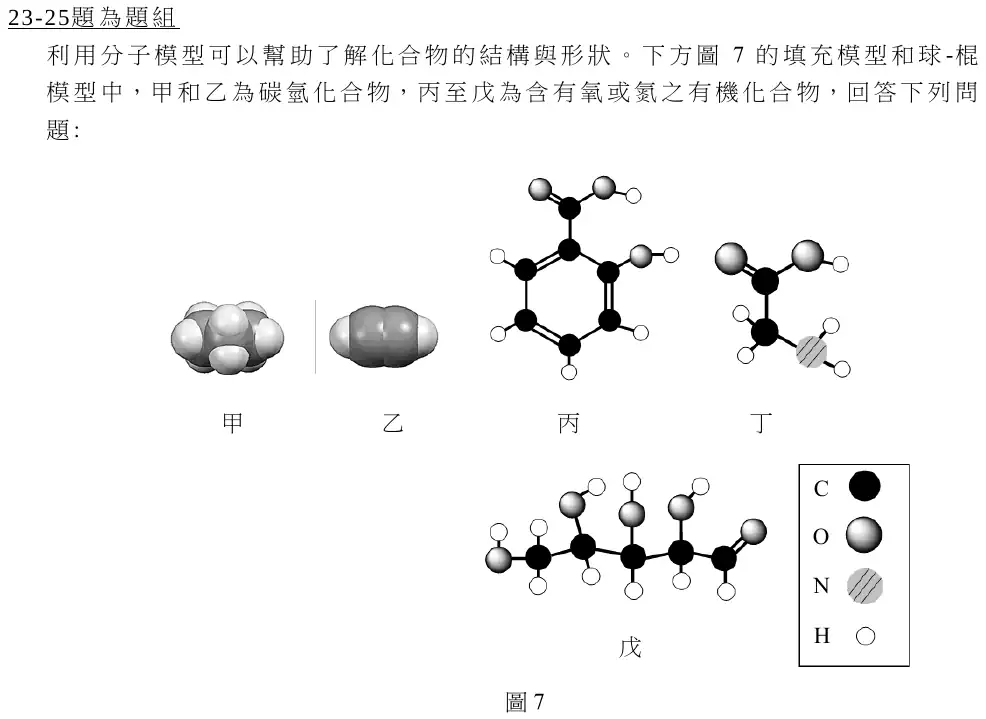 23-25題為題組
利用分子模型可以幫助了解化合物的結構與形狀。下方圖 7 的填充模型和球-棍
模型中，甲和乙為碳氫化合物，丙至戊為含有氧或氮之有機化合物，回答下列問
題:
甲
乙
丙
丁
戊
C
O
N
H
圖 7